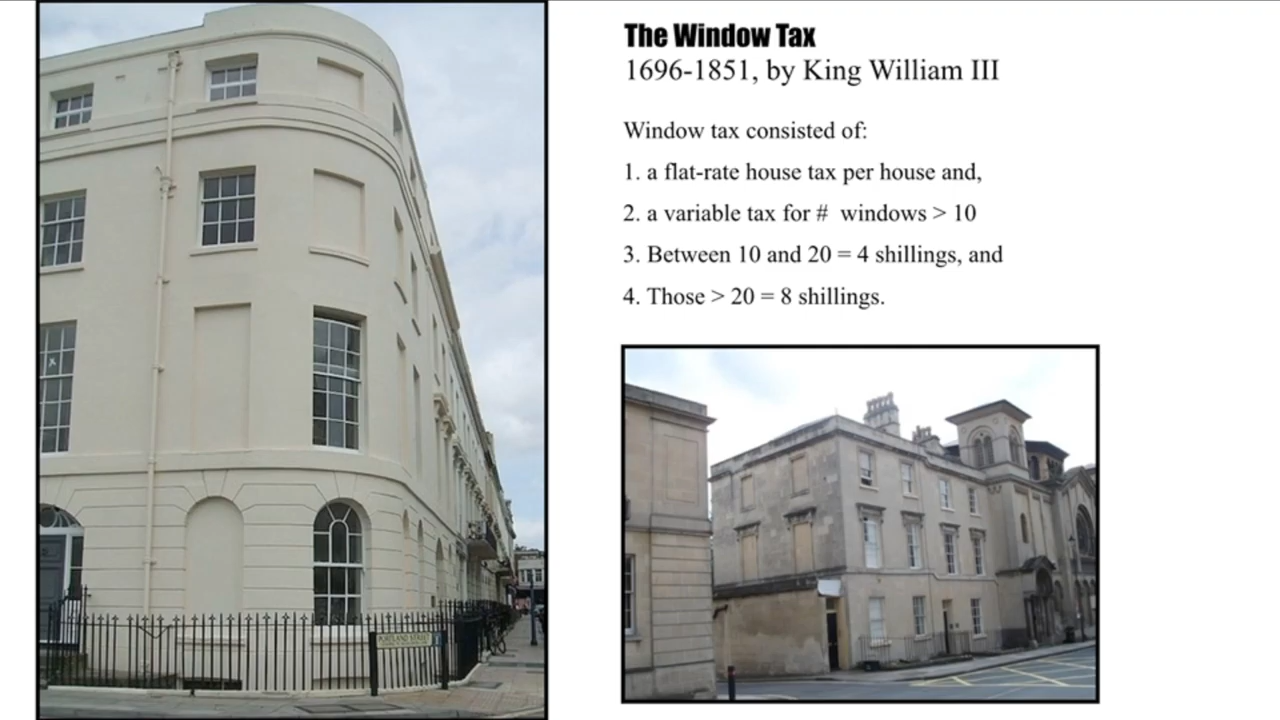 The Window Tax
1696-1851, by King William III
Window tax consisted of:
1. a flat-rate house tax per house and,
2. a variable tax for # windows > 10
3. Between 10 and 20 = 4 shillings, and
4. Those > 20 = 8 shillings.
PORTLAND STREET